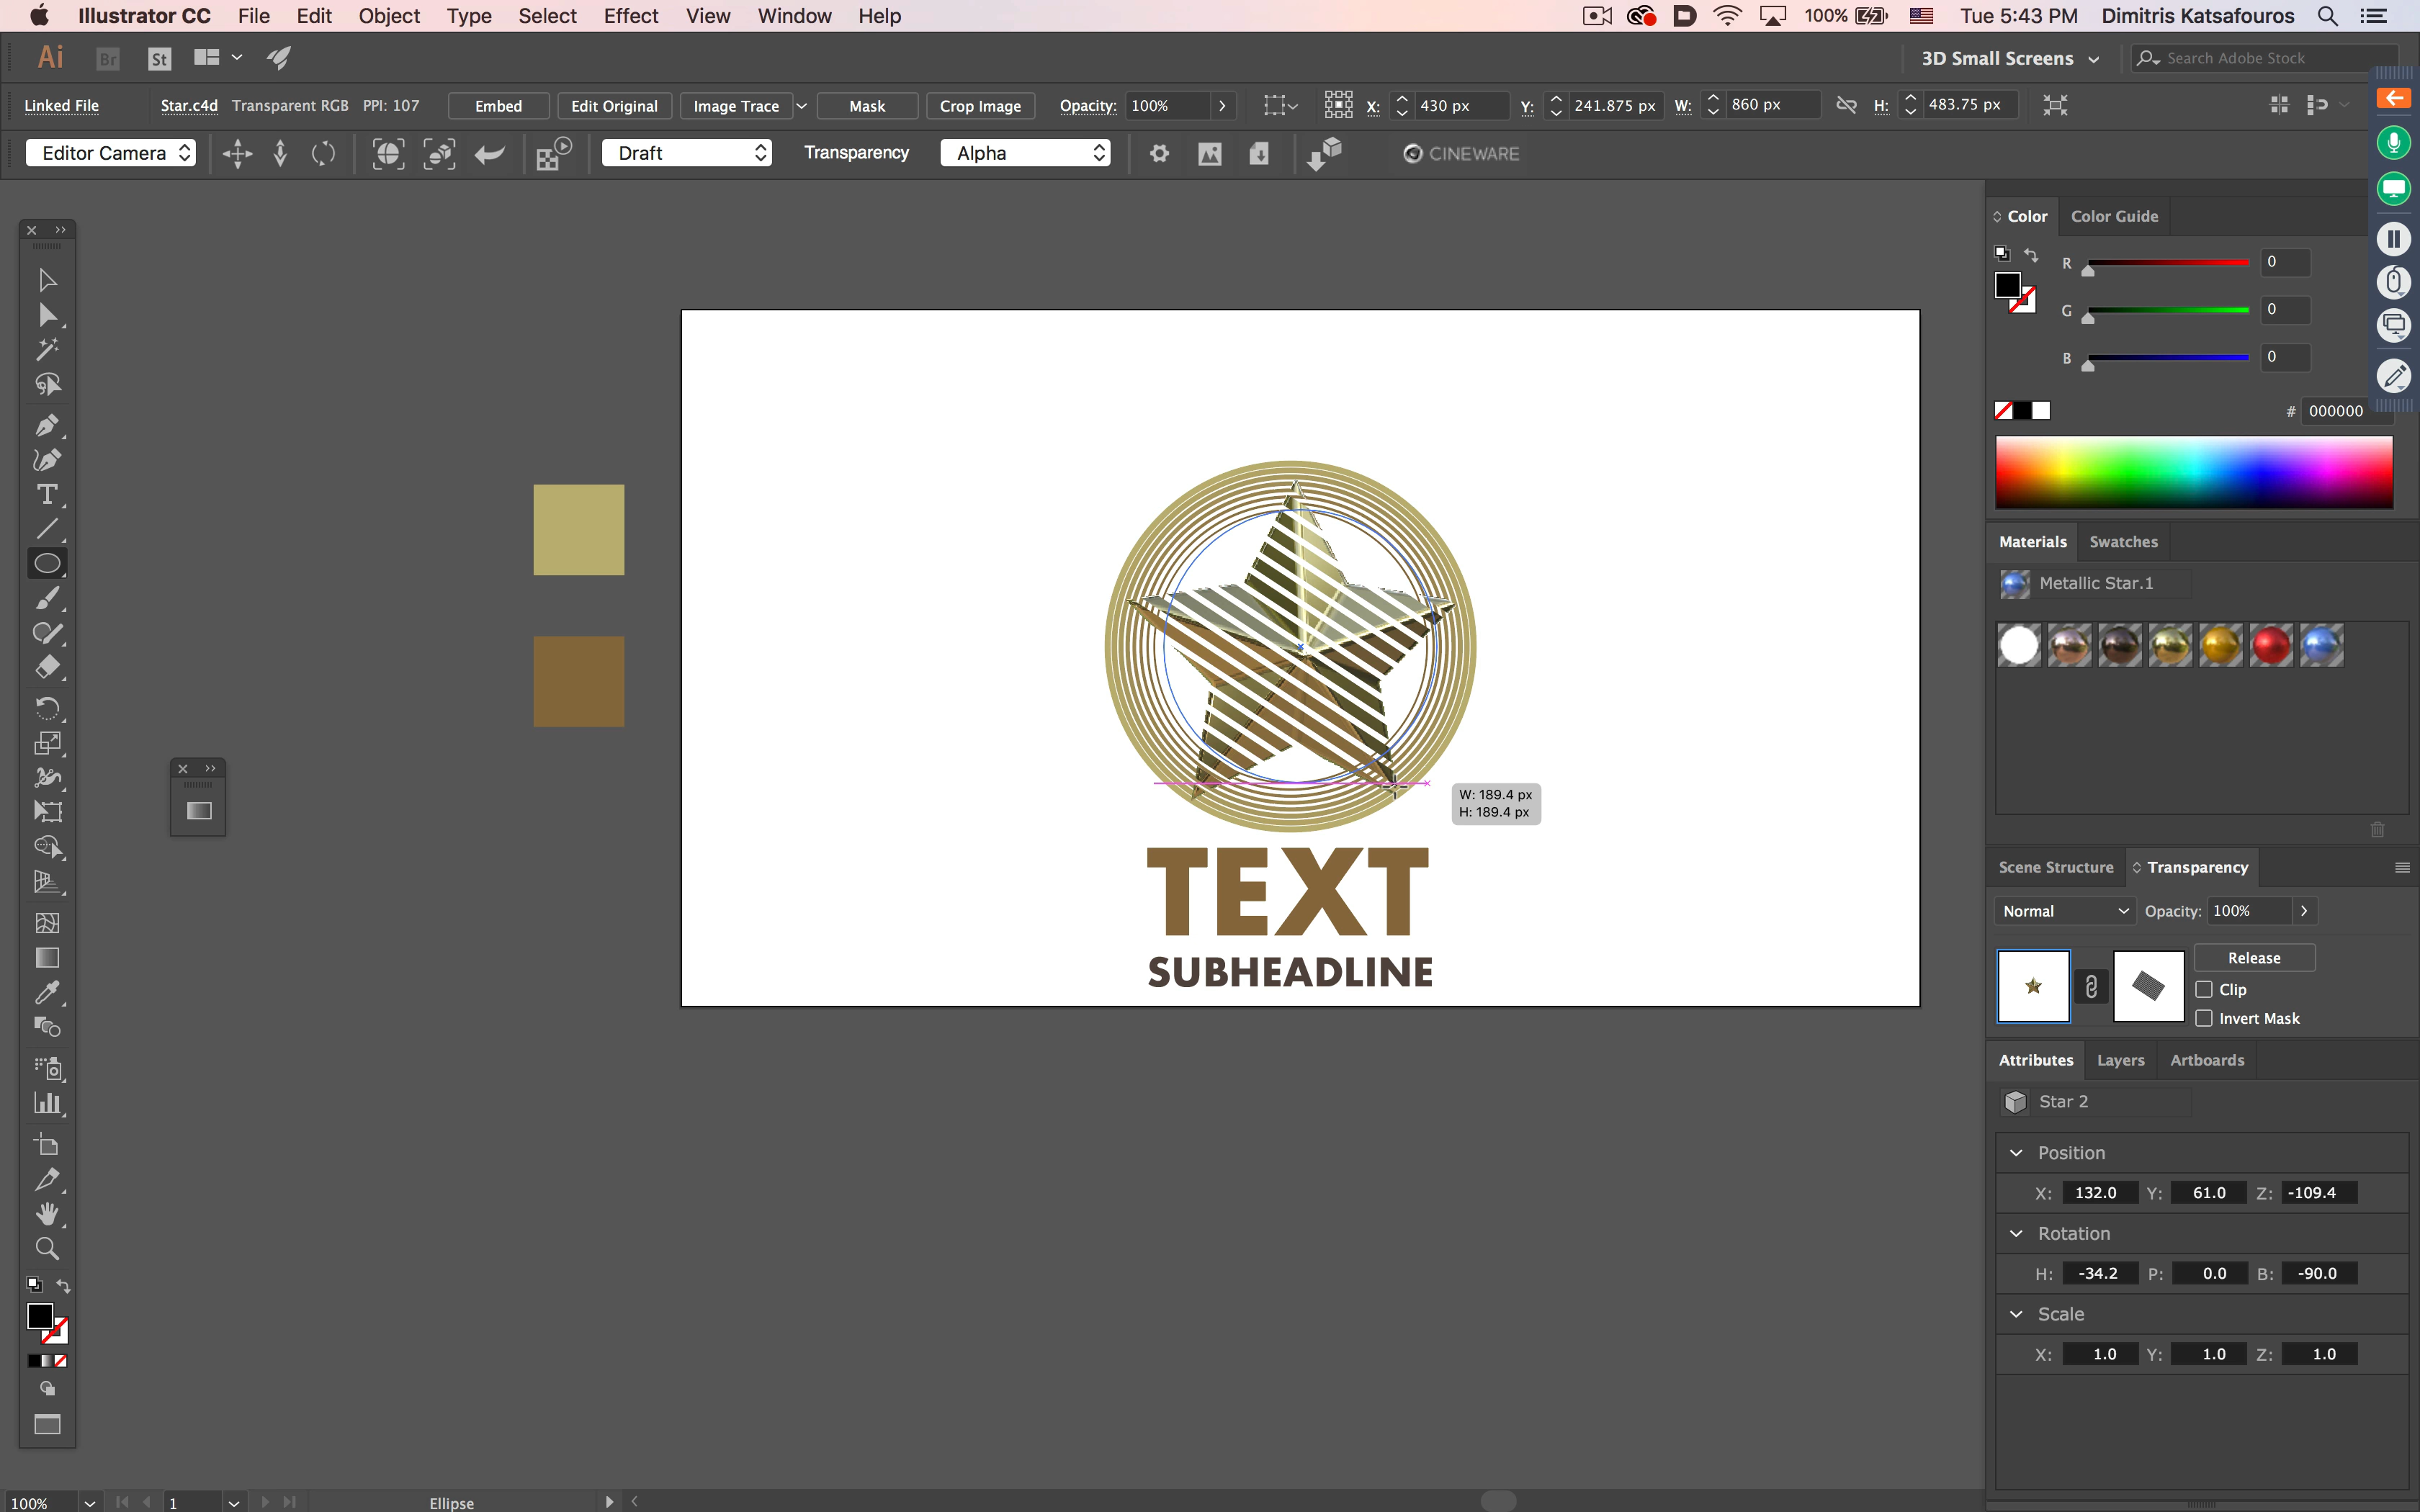 Illustrator CC File Edit Object Type Select Effect View Window Help 100% Tue 5:43 PM Dimitris Katsafouros
Ai Br St 3D Small Screens Search Adobe Stock
Linked File Star.c4d Transparent RGB PPI: 107 Embed Edit Original Image Trace Mask Crop Image Opacity: 100% X: 430 px Y: 241.875 px W: 860 px H: 483.75 px
Editor Camera Draft Transparency Alpha CINEWARE
Color Color Guide
R 0
G 0
B 0
# 000000
Materials Swatches
Metallic Star.1
W: 189.4 px
H: 189.4 px
TEXT
SUBHEADLINE
Scene Structure Transparency
Normal Opacity: 100%
Release
Clip
Invert Mask
Attributes Layers Artboards
Star 2
Position
X: 132.0 Y: 61.0 Z: -109.4
Rotation
H: -34.2 P: 0.0 B: -90.0
Scale
X: 1.0 Y: 1.0 Z: 1.0
100% 1 Ellipse